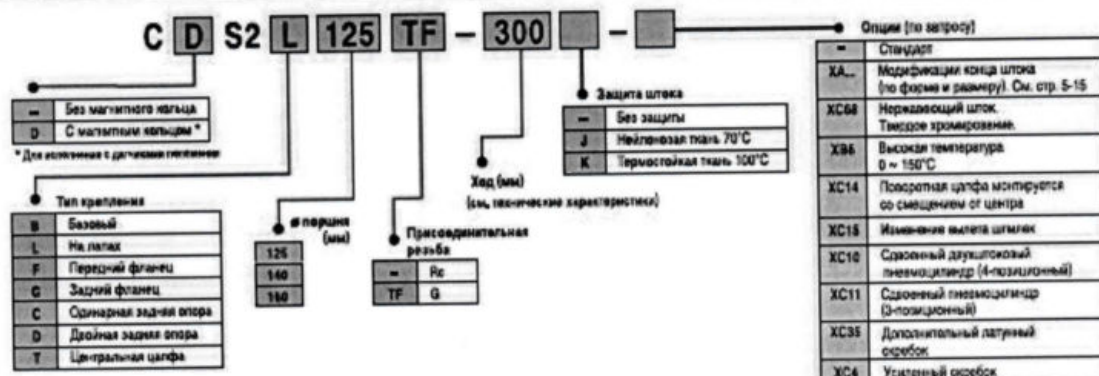 C D S2 L 125 TF - 300 -
- Без магнитного кольца
D С магнитным кольцом *
* Для исполнения с датчиками положения
Тип крепления
B Базовый
L На лапах
F Передний фланец
G Задний фланец
C Одинарная задняя опора
D Двойная задняя опора
T Центральная цапфа
ø поршня
(мм)
125
140
160
Присоединительная
резьба
- Rc
TF G
Ход (мм)
(см. технические характеристики)
Защита штока
- Без защиты
J Нейлоновая ткань 70°C
K Термостойкая ткань 100°C
Опции (по запросу)
- Стандарт
XA... Модификации конца штока
(по форме и размеру). См. стр. 5-15
XC68 Нержавеющий шток.
Твердое хромирование.
XB6 Высокая температура
0 ~ 150°C
XC14 Поворотная цапфа монтируется
со смещением от центра
XC15 Изменение вылета шпилек
XC10 Сдвоенный двухштоковый
пневмоцилиндр (4-позиционный)
XC11 Сдвоенный пневмоцилиндр
(3-позиционный)
XC35 Дополнительный латунный
скребок
XC4 Усиленный скребок